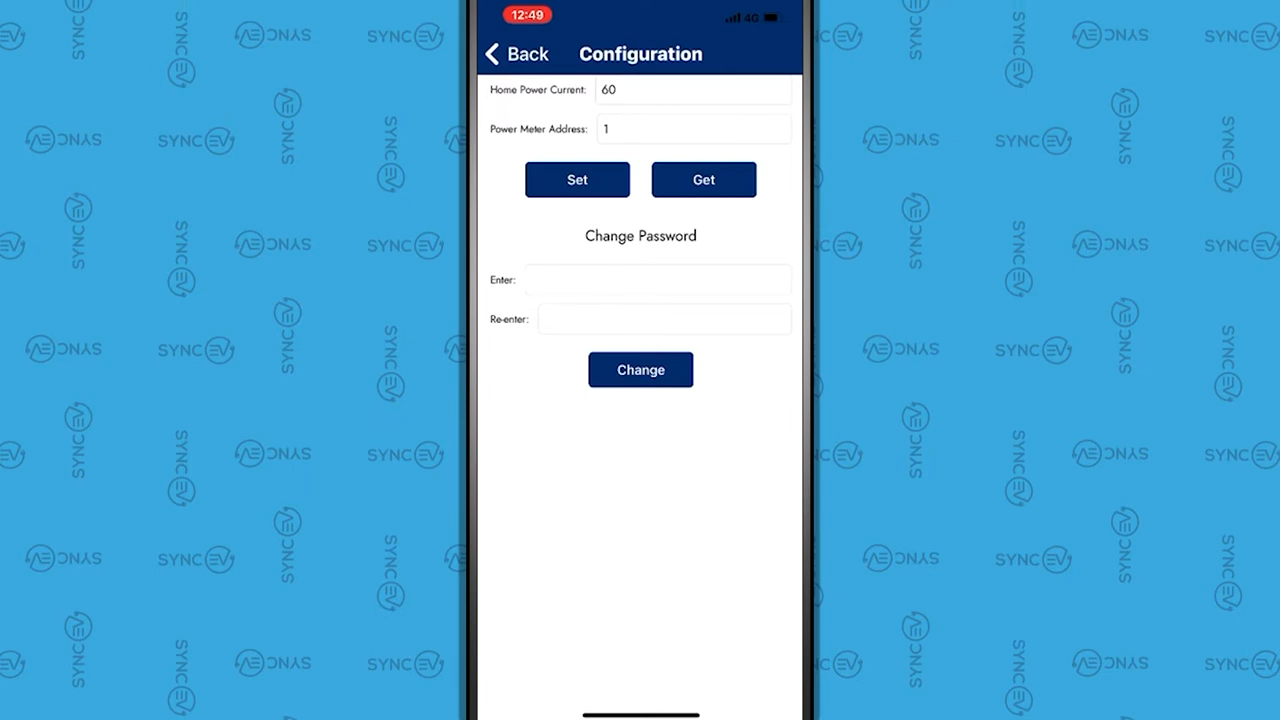 12:49
4G
Back
Configuration
Home Power Current: 60
Power Meter Address: 1
Set
Get
Change Password
Enter:
Re-enter:
Change
SYNC EV